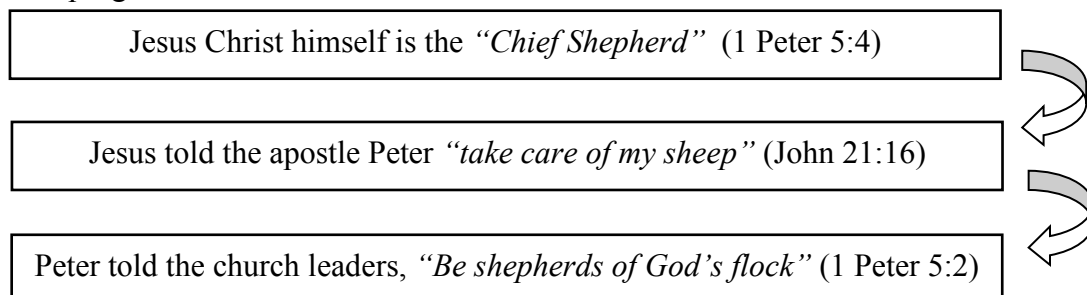 Jesus Christ himself is the “Chief Shepherd” (1 Peter 5:4)
Jesus told the apostle Peter “take care of my sheep” (John 21:16)
Peter told the church leaders, “Be shepherds of God’s flock” (1 Peter 5:2)